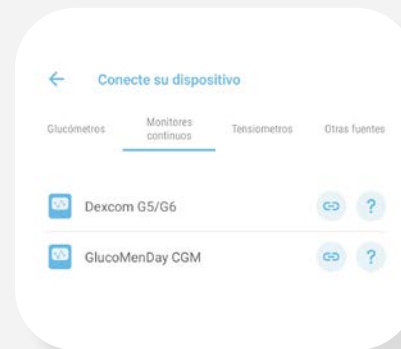 Conecte su dispositivo
Glucómetros
Monitores
continuos
Tensiometros
Otras fuentes
Dexcom G5/G6
?
GlucoMenDay CGM
?